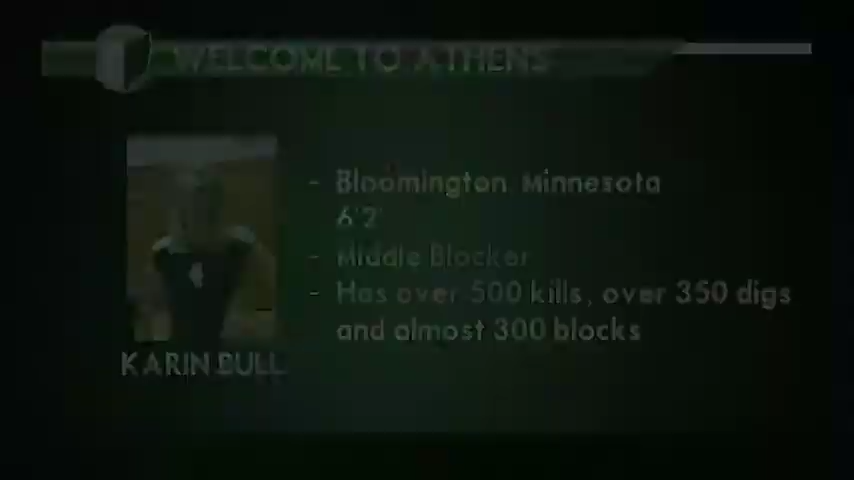 WELCOME TO ATHENS
- Bloomington, Minnesota
6'2"
- Middle Blocker
- Has over 500 kills, over 350 digs
and almost 300 blocks
KARIN BULL